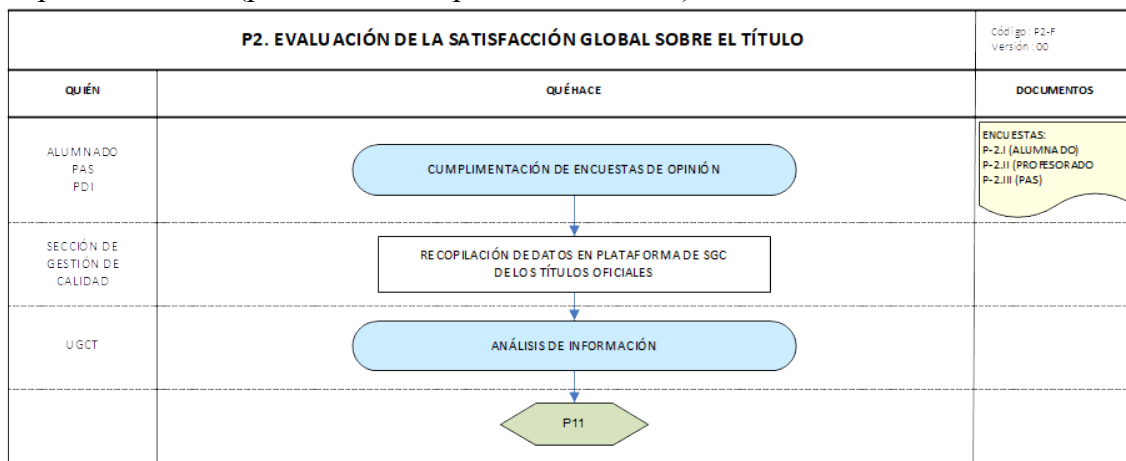 P2. EVALUACIÓN DE LA SATISFACCIÓN GLOBAL SOBRE EL TÍTULO
Código: P2-F
Versión: 00
QUIÉN
QUÉ HACE
DOCUMENTOS
ALUMNADO
PAS
PDI
CUMPLIMENTACIÓN DE ENCUESTAS DE OPINIÓN
ENCUESTAS:
P-2.I (ALUMNADO)
P-2.II (PROFESORADO
P-2.III (PAS)
SECCIÓN DE
GESTIÓN DE
CALIDAD
RECOPILACIÓN DE DATOS EN PLATAFORMA DE SGC
DE LOS TÍTULOS OFICIALES
UGCT
ANÁLISIS DE INFORMACIÓN
P11